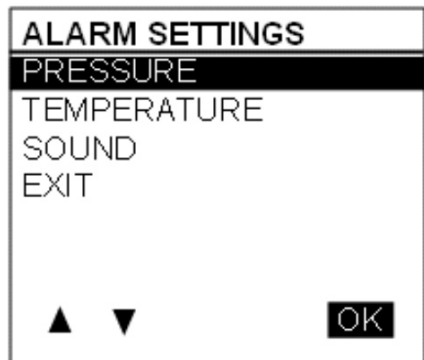 ALARM SETTINGS
PRESSURE
TEMPERATURE
SOUND
EXIT
▲ ▼ OK